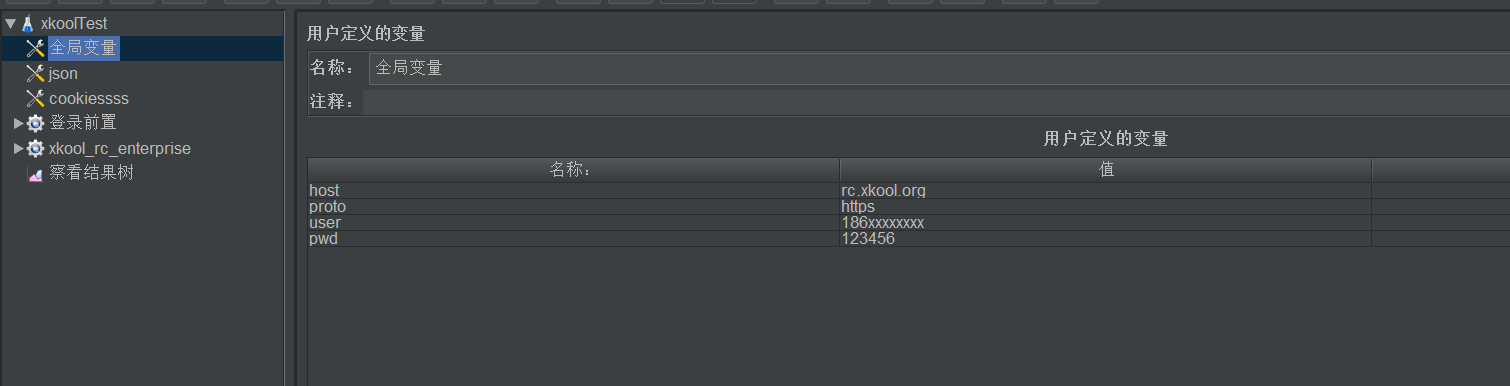 xkoolTest
全局变量
json
cookiessss
登录前置
xkool_rc_enterprise
察看结果树
用户定义的变量
名称： 全局变量
注释：
用户定义的变量
名称： 值
host rc.xkool.org
proto https
user 186xxxxxxxx
pwd 123456